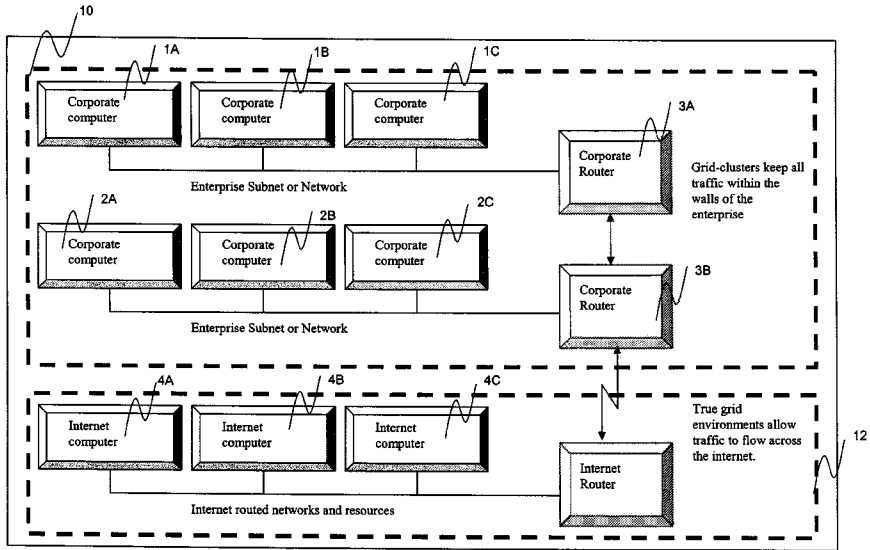 10
1A
1B
1C
3A
Corporate
computer
Corporate
computer
Corporate
computer
Corporate
Router
Grid-clusters keep all
traffic within the
walls of the
enterprise
Enterprise Subnet or Network
2A
2B
2C
3B
Corporate
computer
Corporate
computer
Corporate
computer
Corporate
Router
Enterprise Subnet or Network
4A
4B
4C
Internet
computer
Internet
computer
Internet
computer
Internet
Router
True grid
environments allow
traffic to flow across
the internet.
12
Internet routed networks and resources